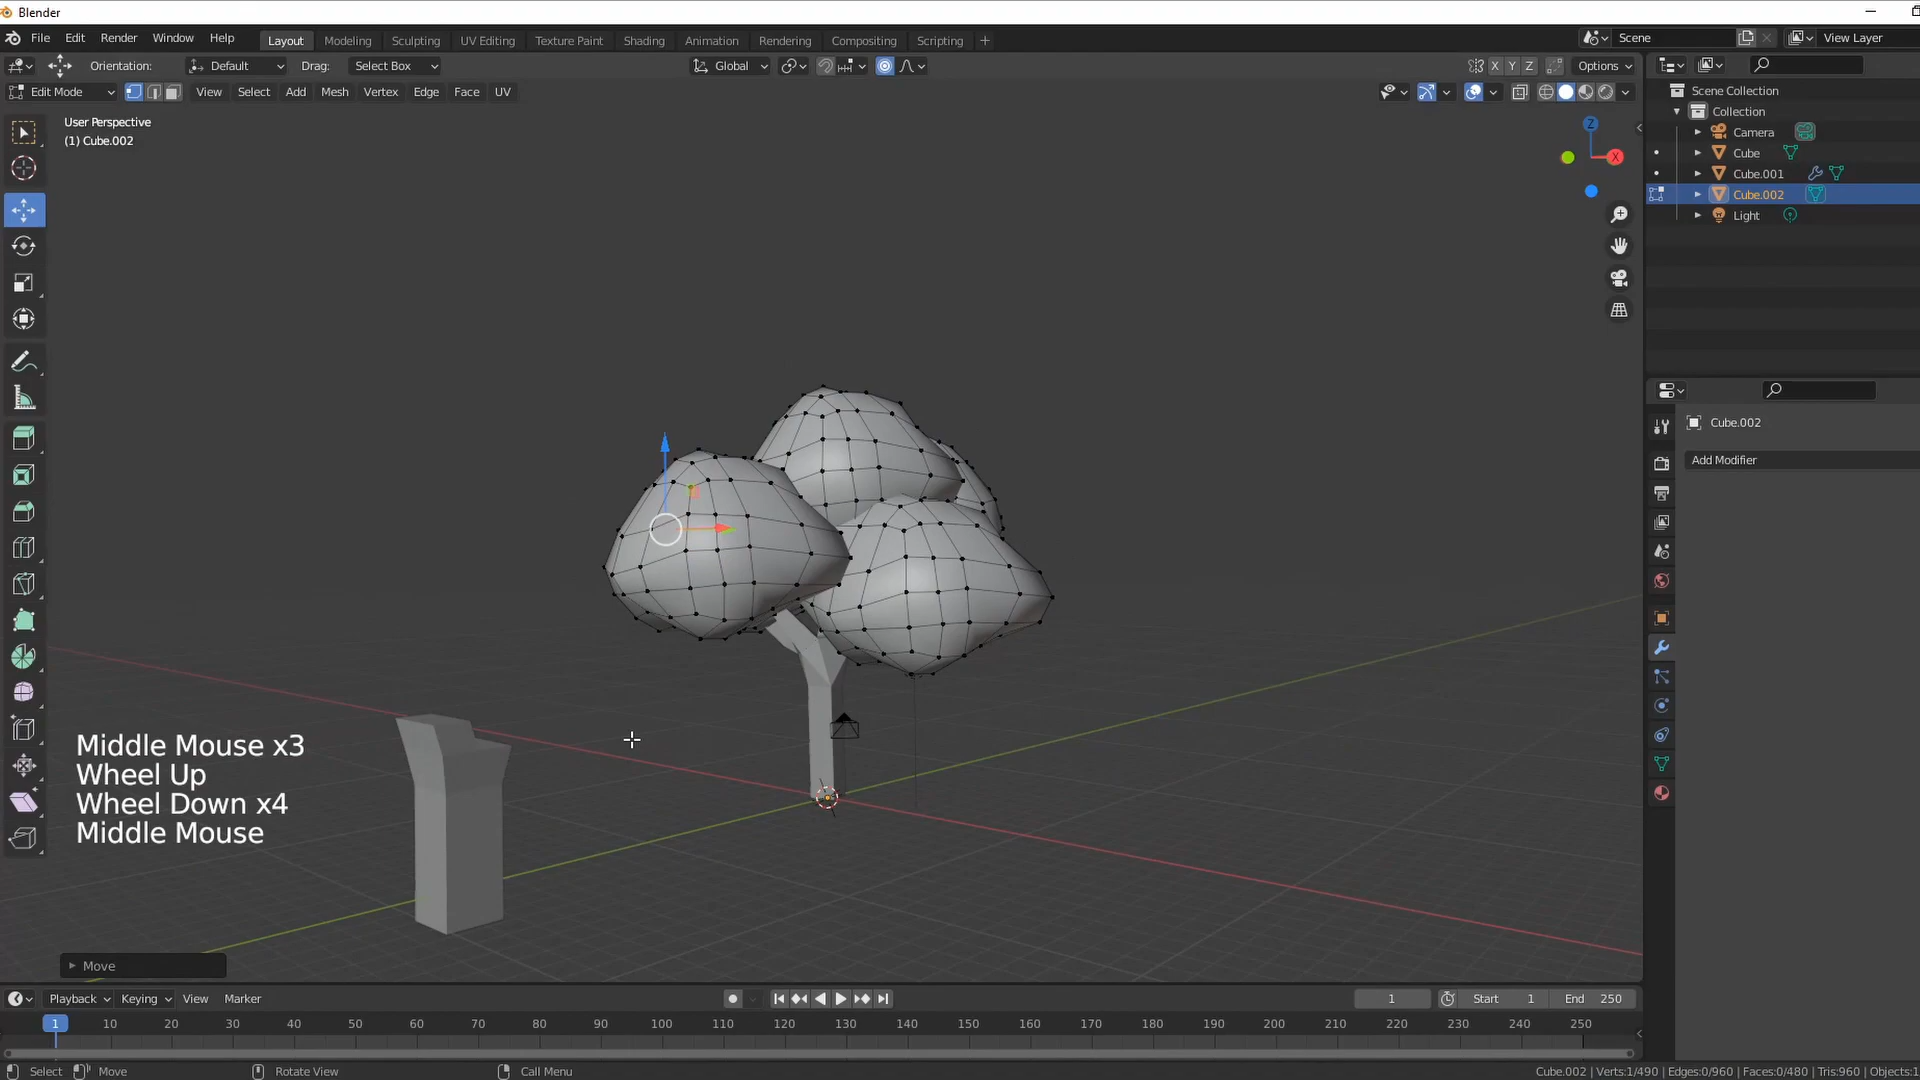 Blender
File Edit Render Window Help Layout Modeling Sculpting UV Editing Texture Paint Shading Animation Rendering Compositing Scripting + Scene View Layer
Orientation: Default Drag: Select Box Global X Y Z Options
Edit Mode View Select Add Mesh Vertex Edge Face UV
User Perspective
(1) Cube.002
Z
X
Scene Collection
Collection
Camera
Cube
Cube.001
Cube.002
Light
Cube.002
Add Modifier
Middle Mouse x3
Wheel Up
Wheel Down x4
Middle Mouse
Move
Playback Keying View Marker 1 Start 1 End 250
1 10 20 30 40 50 60 70 80 90 100 110 120 130 140 150 160 170 180 190 200 210 220 230 240 250
Select Move Rotate View Call Menu Cube.002 | Verts:1/490 | Edges:0/960 | Faces:0/480 | Tris:960 | Objects:1